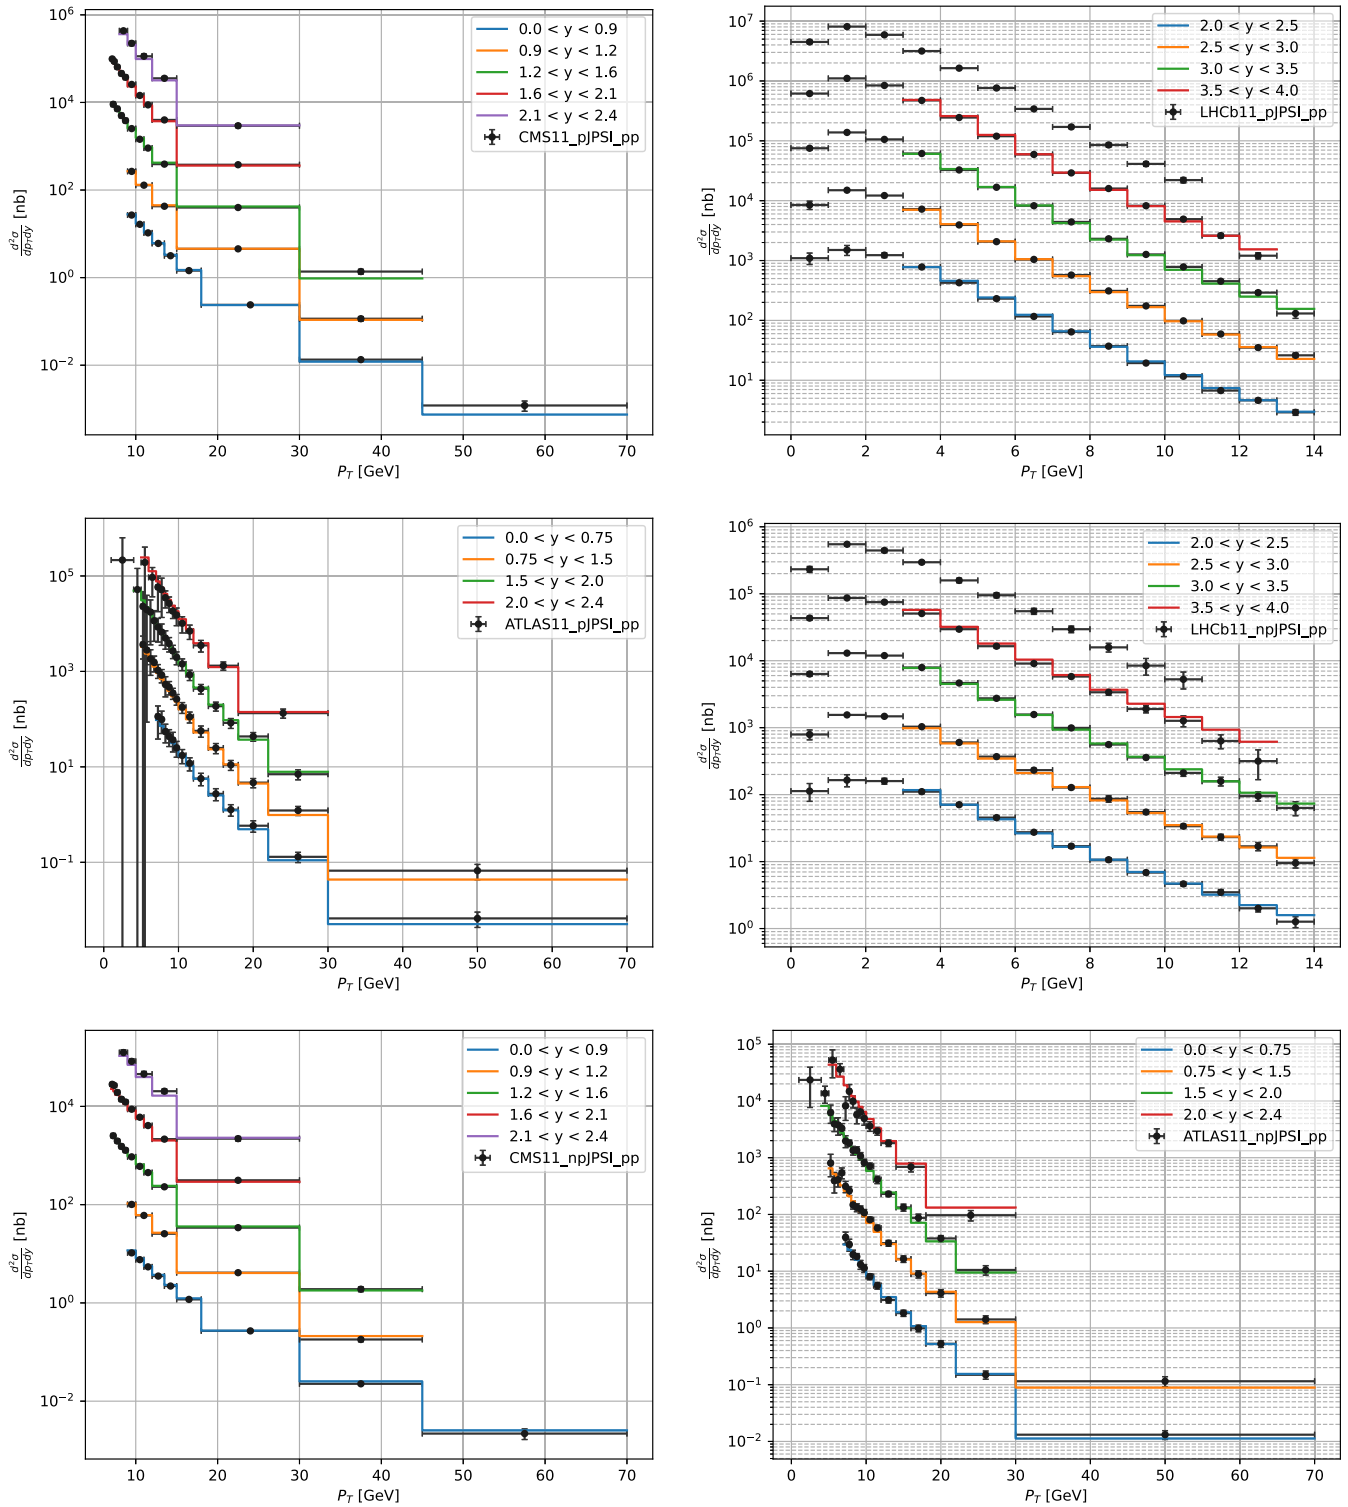 10^6
10^4
10^2
10^0
10^-2
d²σ/dp_T dy [nb]
10 20 30 40 50 60 70
P_T [GeV]
0.0 < y < 0.9
0.9 < y < 1.2
1.2 < y < 1.6
1.6 < y < 2.1
2.1 < y < 2.4
CMS11_pJPSI_pp
10^7
10^6
10^5
10^4
10^3
10^2
10^1
d²σ/dp_T dy [nb]
0 2 4 6 8 10 12 14
P_T [GeV]
2.0 < y < 2.5
2.5 < y < 3.0
3.0 < y < 3.5
3.5 < y < 4.0
LHCb11_pJPSI_pp
10^5
10^3
10^1
10^-1
d²σ/dp_T dy [nb]
0 10 20 30 40 50 60 70
P_T [GeV]
0.0 < y < 0.75
0.75 < y < 1.5
1.5 < y < 2.0
2.0 < y < 2.4
ATLAS11_pJPSI_pp
10^6
10^5
10^4
10^3
10^2
10^1
10^0
d²σ/dp_T dy [nb]
0 2 4 6 8 10 12 14
P_T [GeV]
2.0 < y < 2.5
2.5 < y < 3.0
3.0 < y < 3.5
3.5 < y < 4.0
LHCb11_npJPSI_pp
10^4
10^2
10^0
10^-2
d²σ/dp_T dy [nb]
10 20 30 40 50 60 70
P_T [GeV]
0.0 < y < 0.9
0.9 < y < 1.2
1.2 < y < 1.6
1.6 < y < 2.1
2.1 < y < 2.4
CMS11_npJPSI_pp
10^5
10^4
10^3
10^2
10^1
10^0
10^-1
10^-2
d²σ/dp_T dy [nb]
0 10 20 30 40 50 60 70
P_T [GeV]
0.0 < y < 0.75
0.75 < y < 1.5
1.5 < y < 2.0
2.0 < y < 2.4
ATLAS11_npJPSI_pp